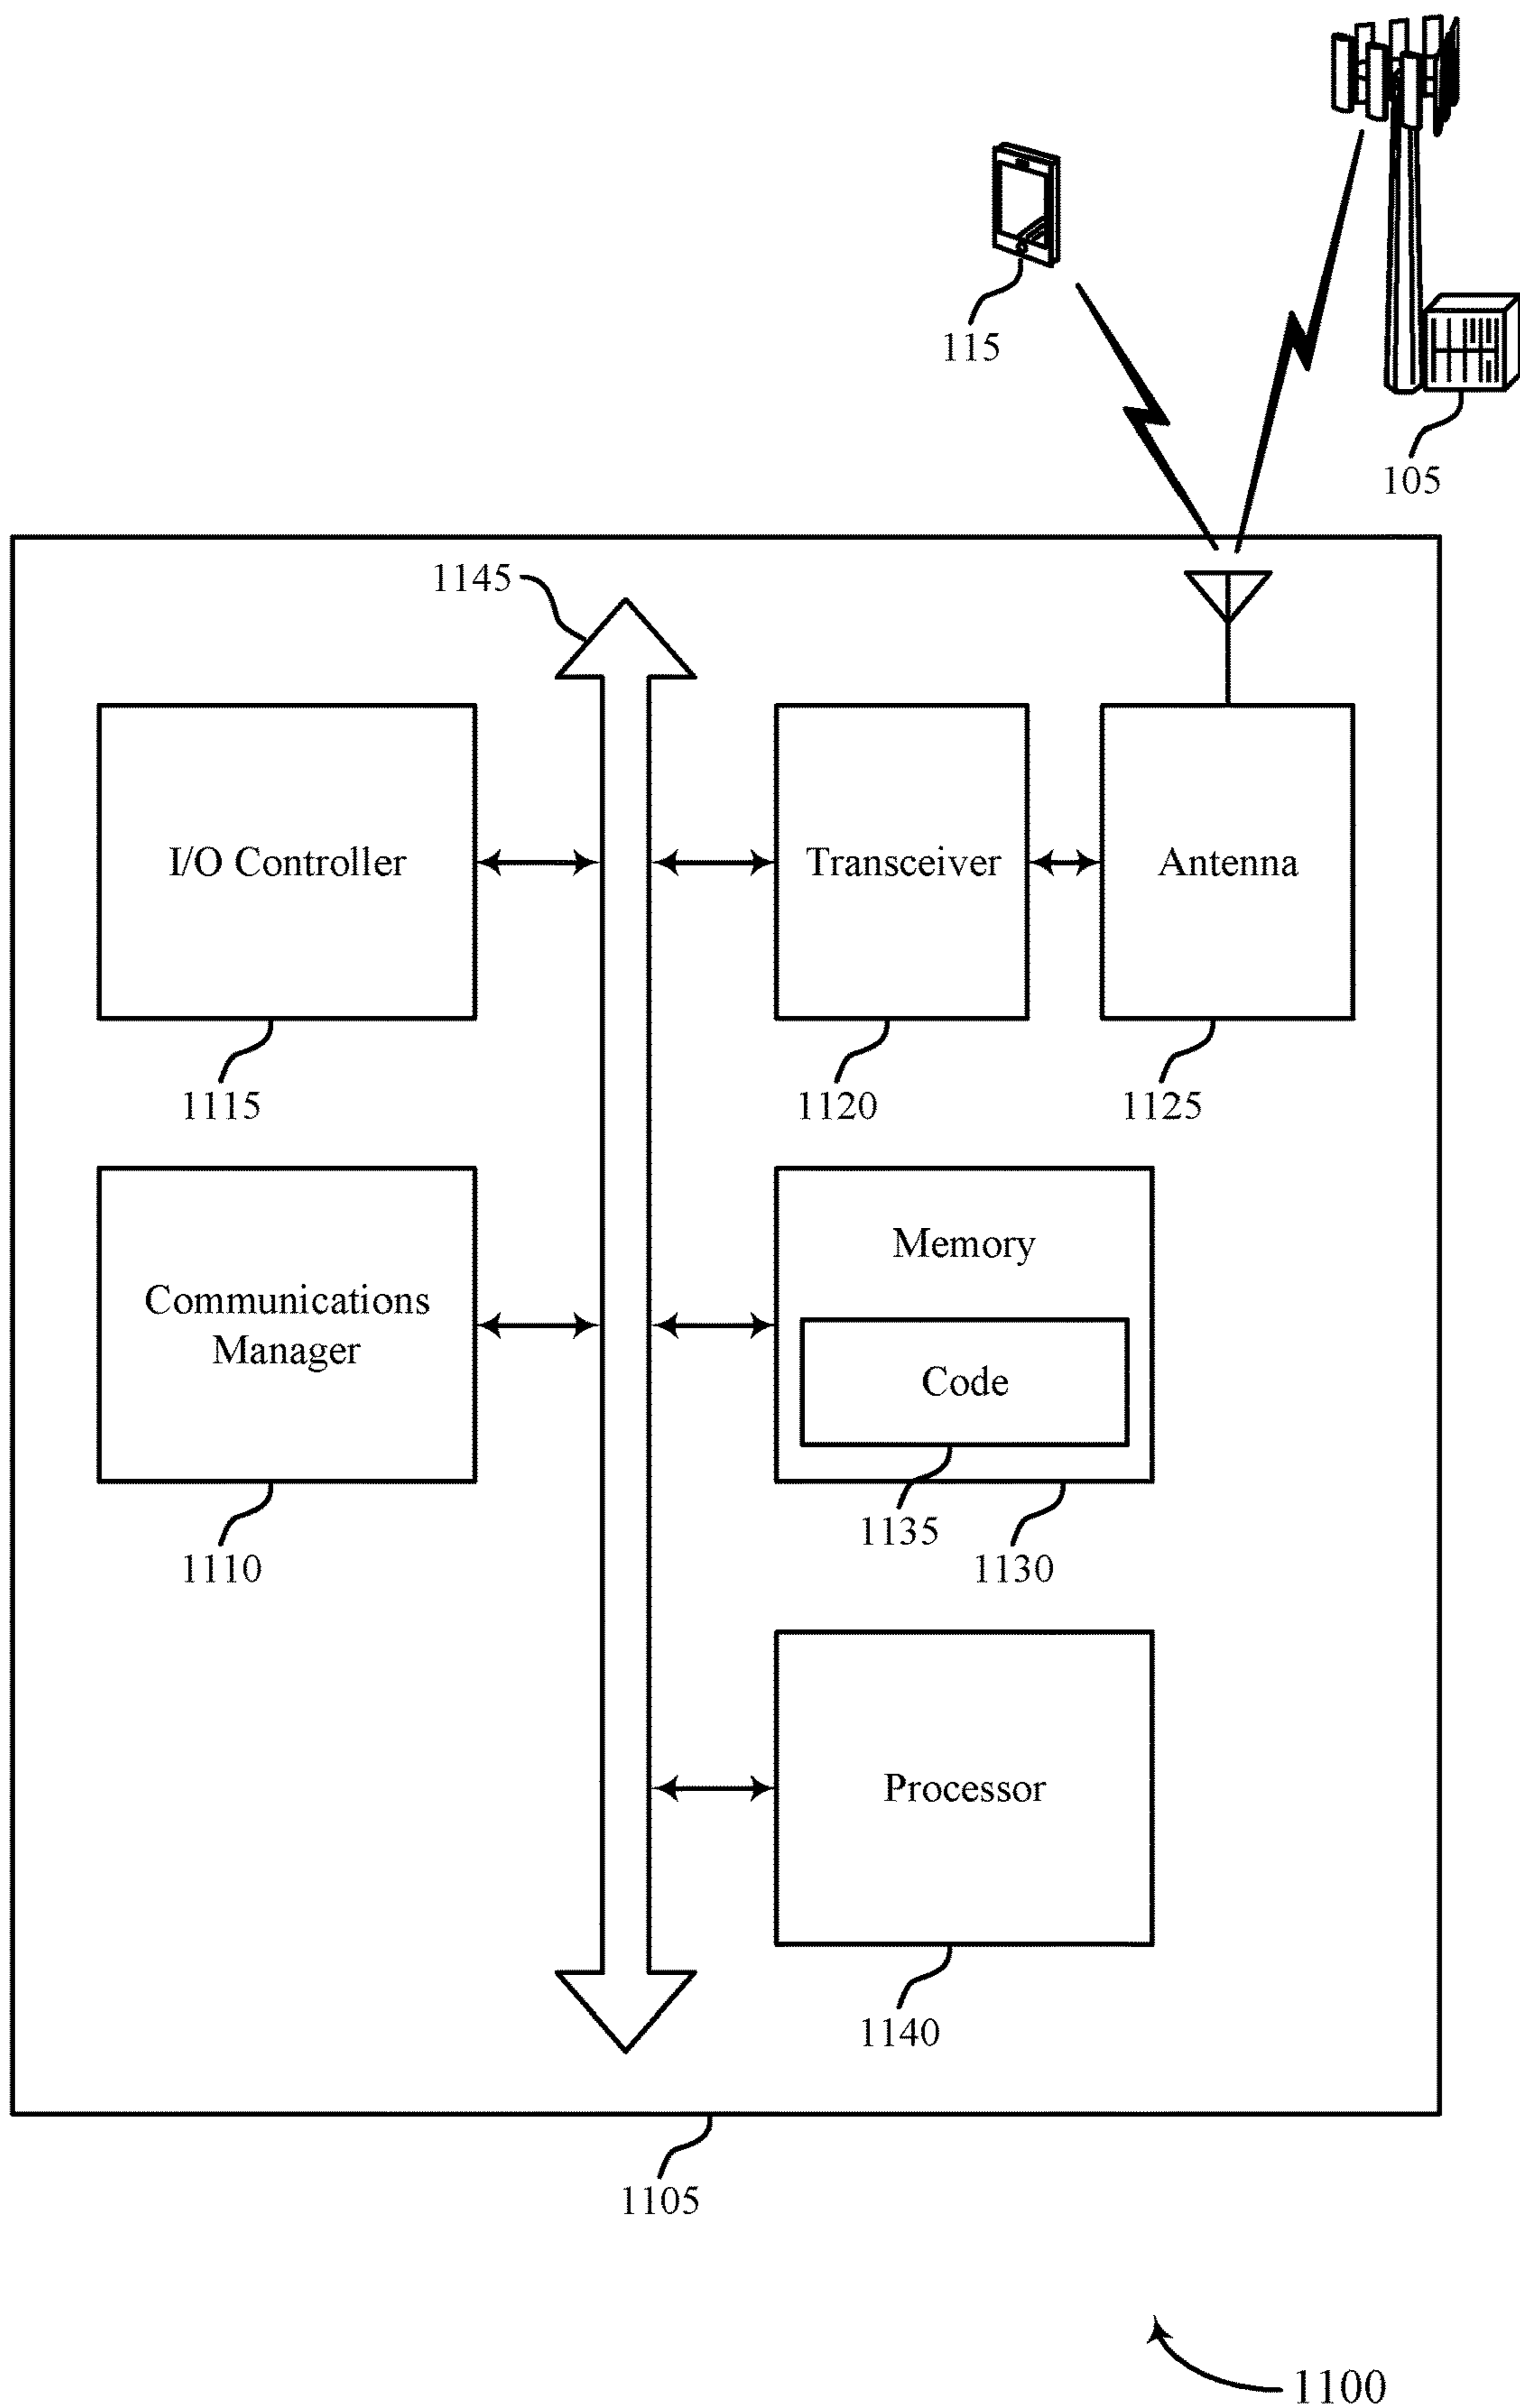 115
105
1145
I/O Controller
Transceiver
Antenna
1115
1120
1125
Communications
Manager
Memory
Code
1110
1135
1130
Processor
1140
1105
1100